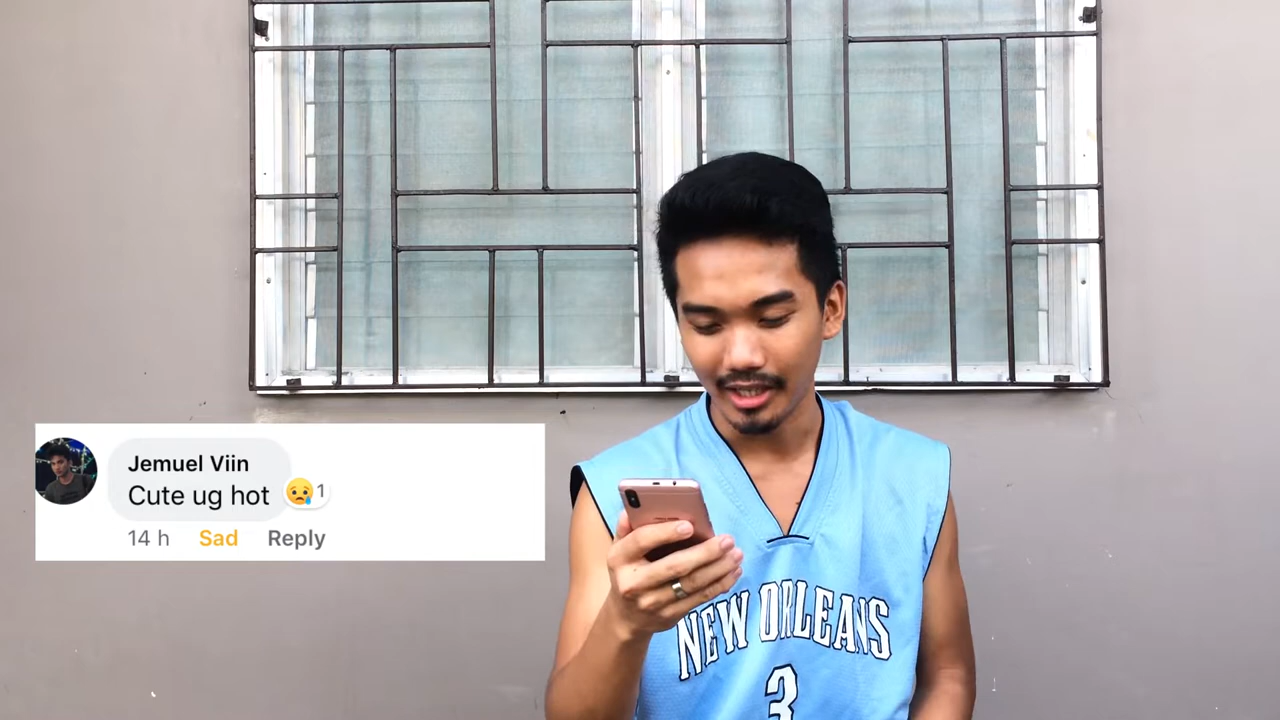 Jemuel Viin
Cute ug hot
1
14 h Sad Reply
NEW ORLEANS
3